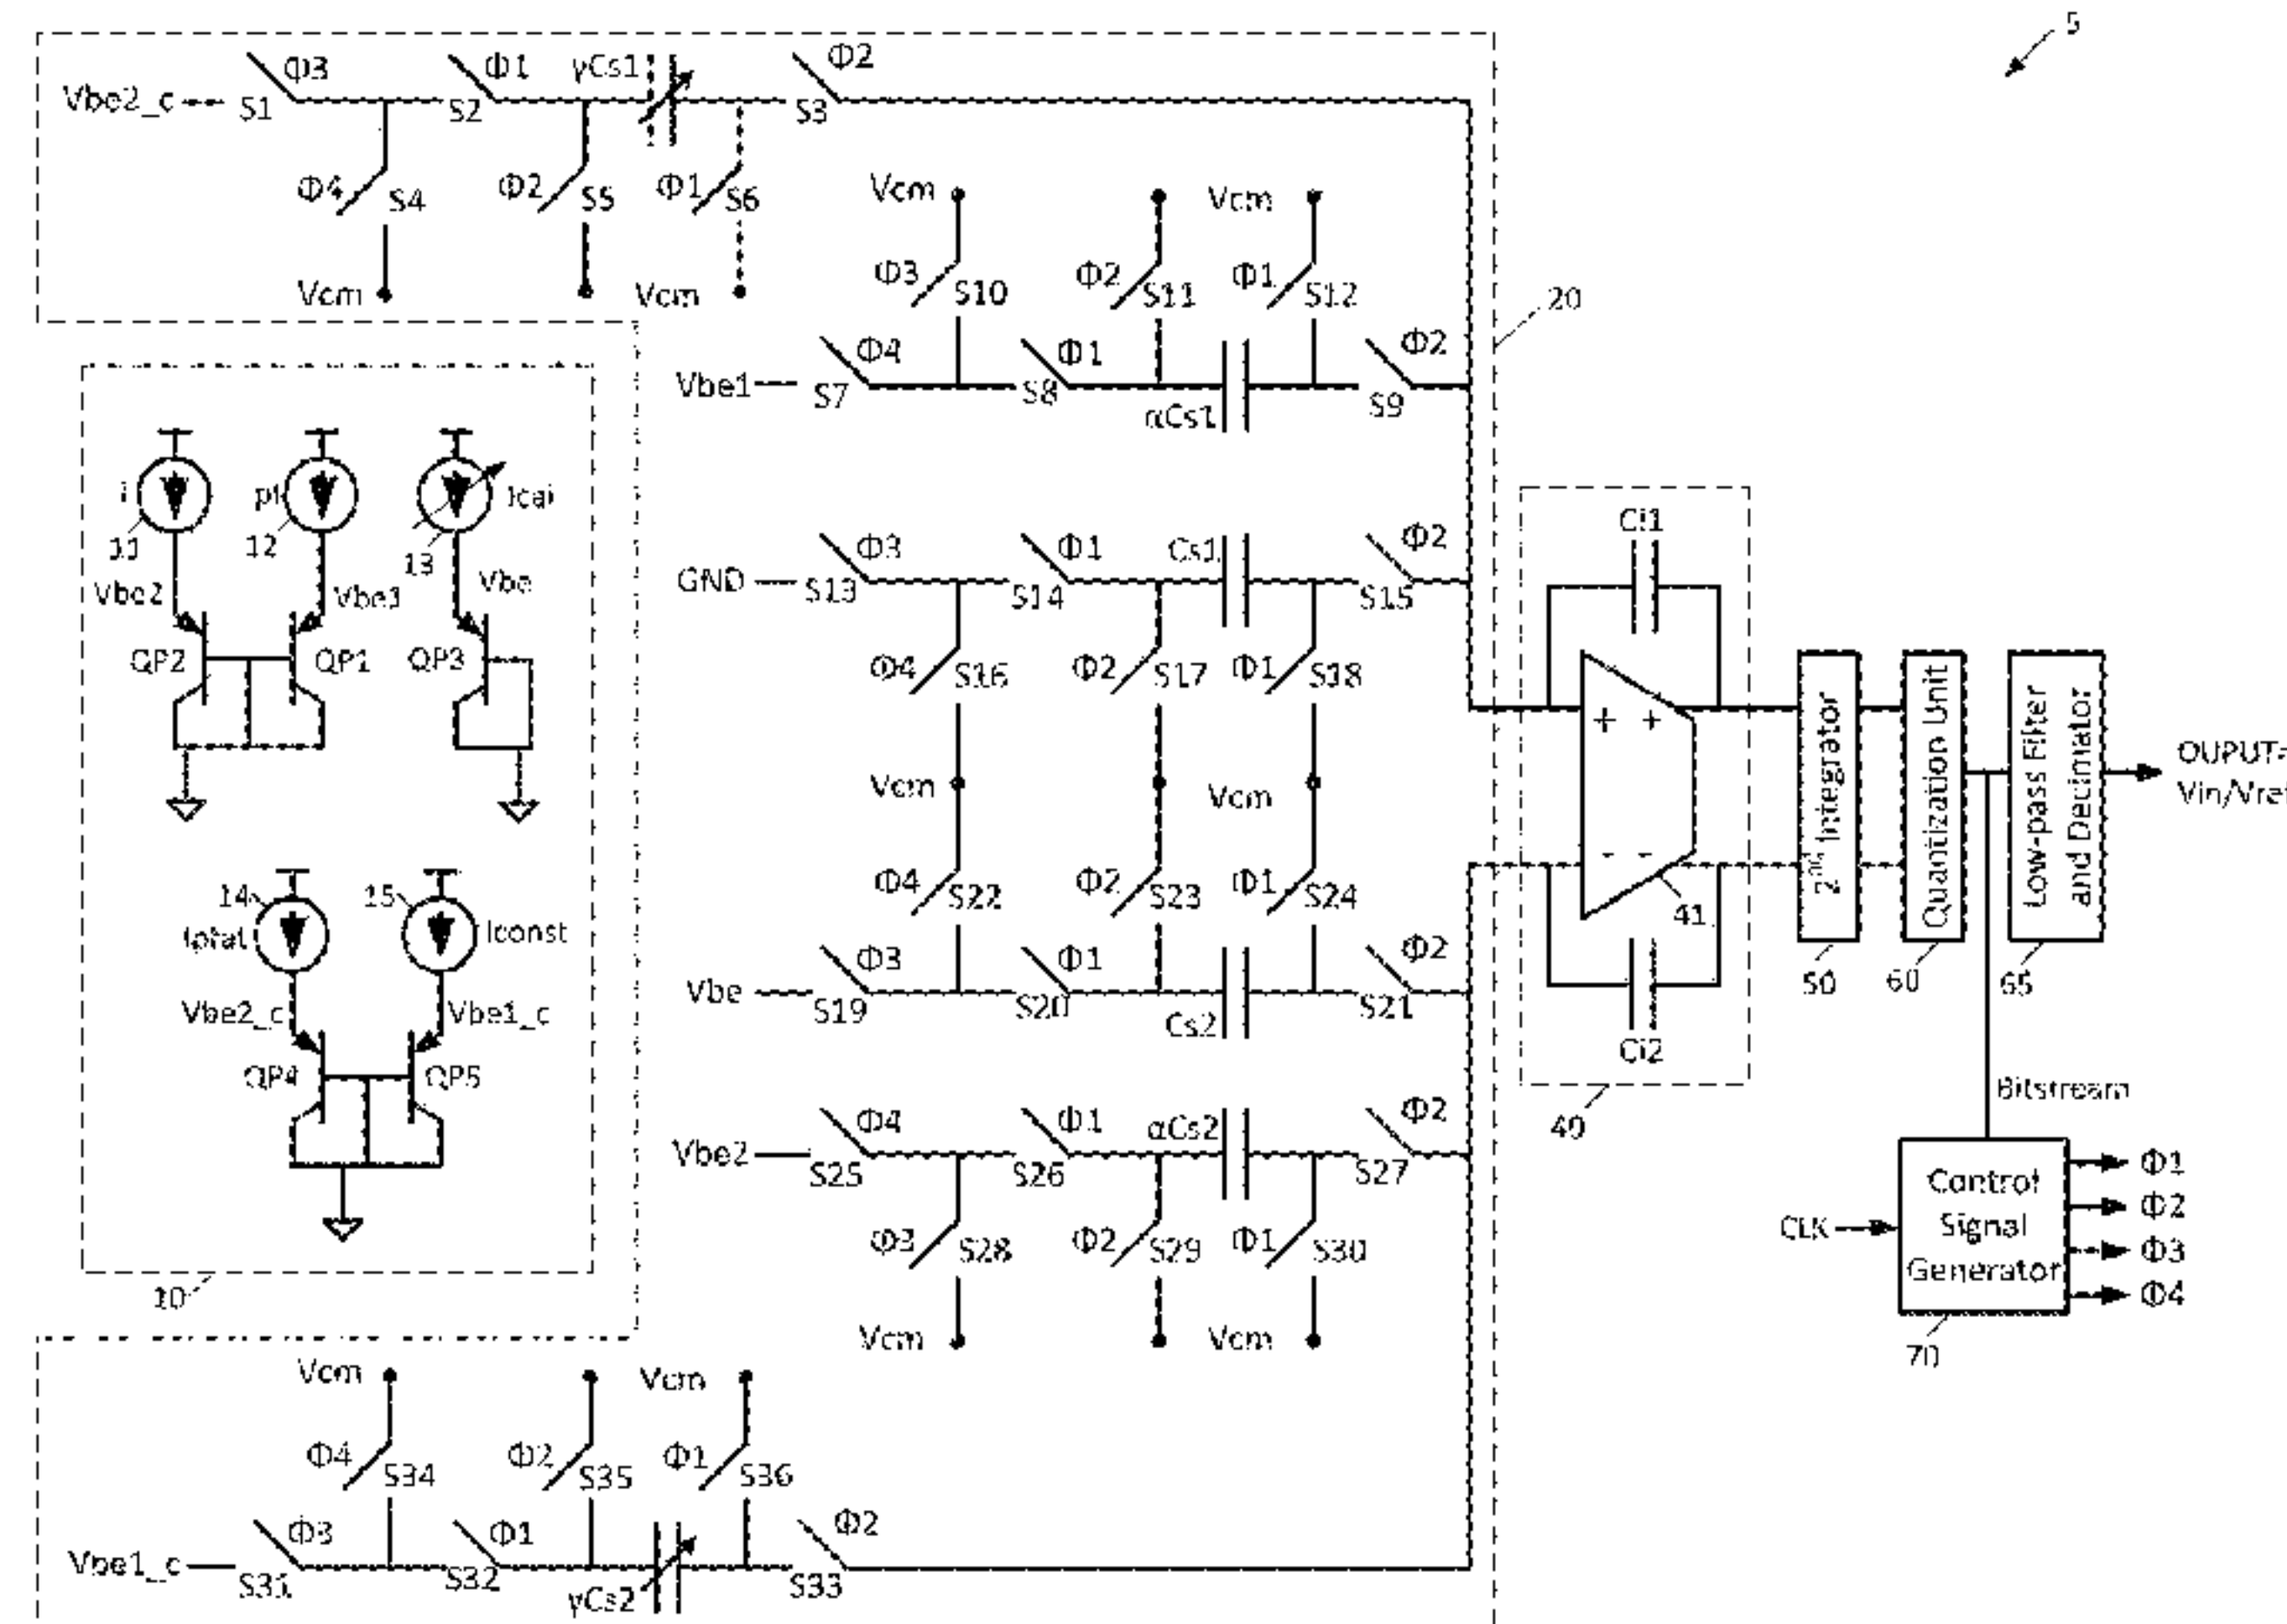 5
Vbe2_c
S1
Φ3
S2
Φ1
γCs1
S3
Φ2
Φ4
S4
Φ2
S5
Φ1
S6
Vcm
Vcm
Vcm
Vcm
Φ3
S10
Φ2
S11
Φ1
S12
20
Vbe1
S7
Φ4
S8
Φ1
αCs1
S9
Φ2
i
11
12
Ical
13
Vbe2
Vbe1
Vbe
QP2
QP1
QP3
GND
S13
Φ3
S14
Φ1
Cs1
S15
Φ2
Φ4
S16
Φ2
S17
Φ1
S18
Vcm
Vcm
Φ4
S22
Φ2
S23
Φ1
S24
Vbe
S19
Φ3
S20
Φ1
Cs2
S21
Φ2
Ci1
+ +
- -
41
Ci2
40
2nd Integrator
50
Quantization Unit
60
Low-pass Filter
and Decimator
65
OUPUT=
Vin/Vref
14
Iptat
15
Iconst
Vbe2_c
Vbe1_c
QP4
QP5
10
Vbe2
S25
Φ4
S26
Φ1
αCs2
S27
Φ2
Φ3
S28
Φ2
S29
Φ1
S30
Vcm
Vcm
Bitstream
CLK
Control
Signal
Generator
70
Φ1
Φ2
Φ3
Φ4
Vcm
Vcm
Φ4
S34
Φ2
S35
Φ1
S36
Vbe1_c
S31
Φ3
S32
Φ1
γCs2
S33
Φ2